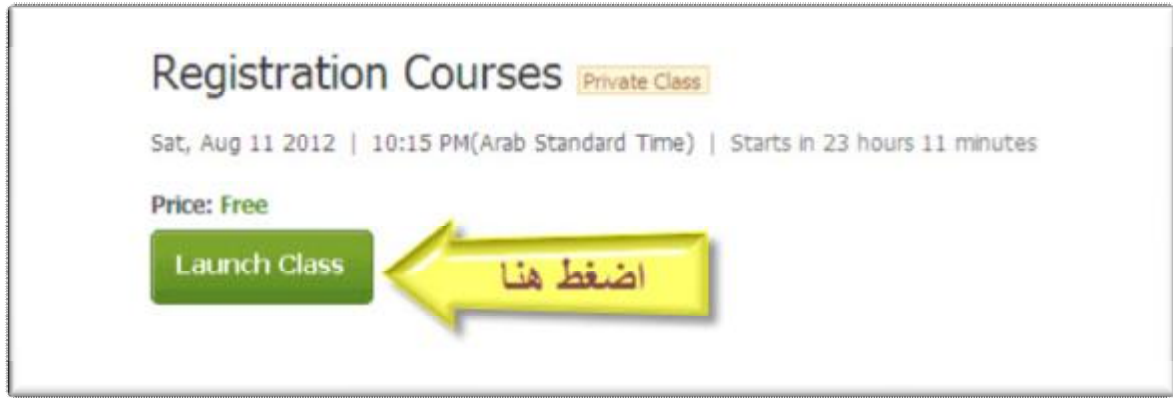 Registration Courses Private Class
Sat, Aug 11 2012 | 10:15 PM(Arab Standard Time) | Starts in 23 hours 11 minutes
Price: Free
Launch Class
اضغط هنا